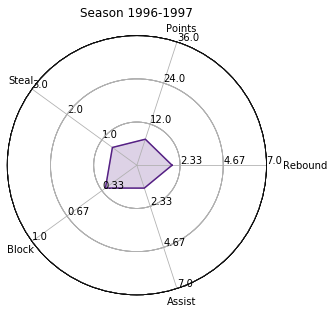 Season 1996-1997
Points
36.0
24.0
12.0
Steal
3.0
2.0
1.0
2.33
4.67
7.0
Rebound
0.33
0.67
1.0
Block
2.33
4.67
7.0
Assist